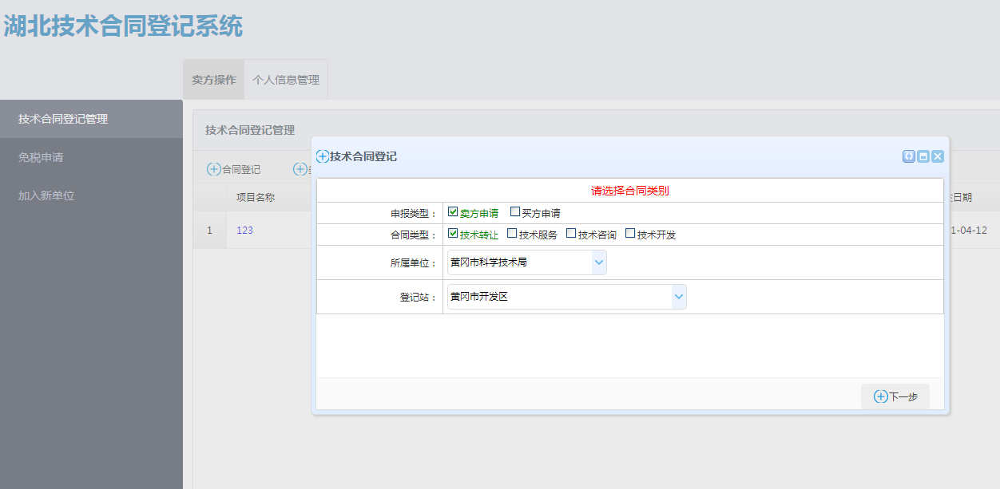 湖北技术合同登记系统
卖方操作 个人信息管理
技术合同登记管理
免税申请
加入新单位
技术合同登记管理
合同登记
项目名称
日期
1 123
1-04-12
技术合同登记
请选择合同类别
申报类型： 卖方申请 买方申请
合同类型： 技术转让 技术服务 技术咨询 技术开发
所属单位： 黄冈市科学技术局
登记站： 黄冈市开发区
下一步